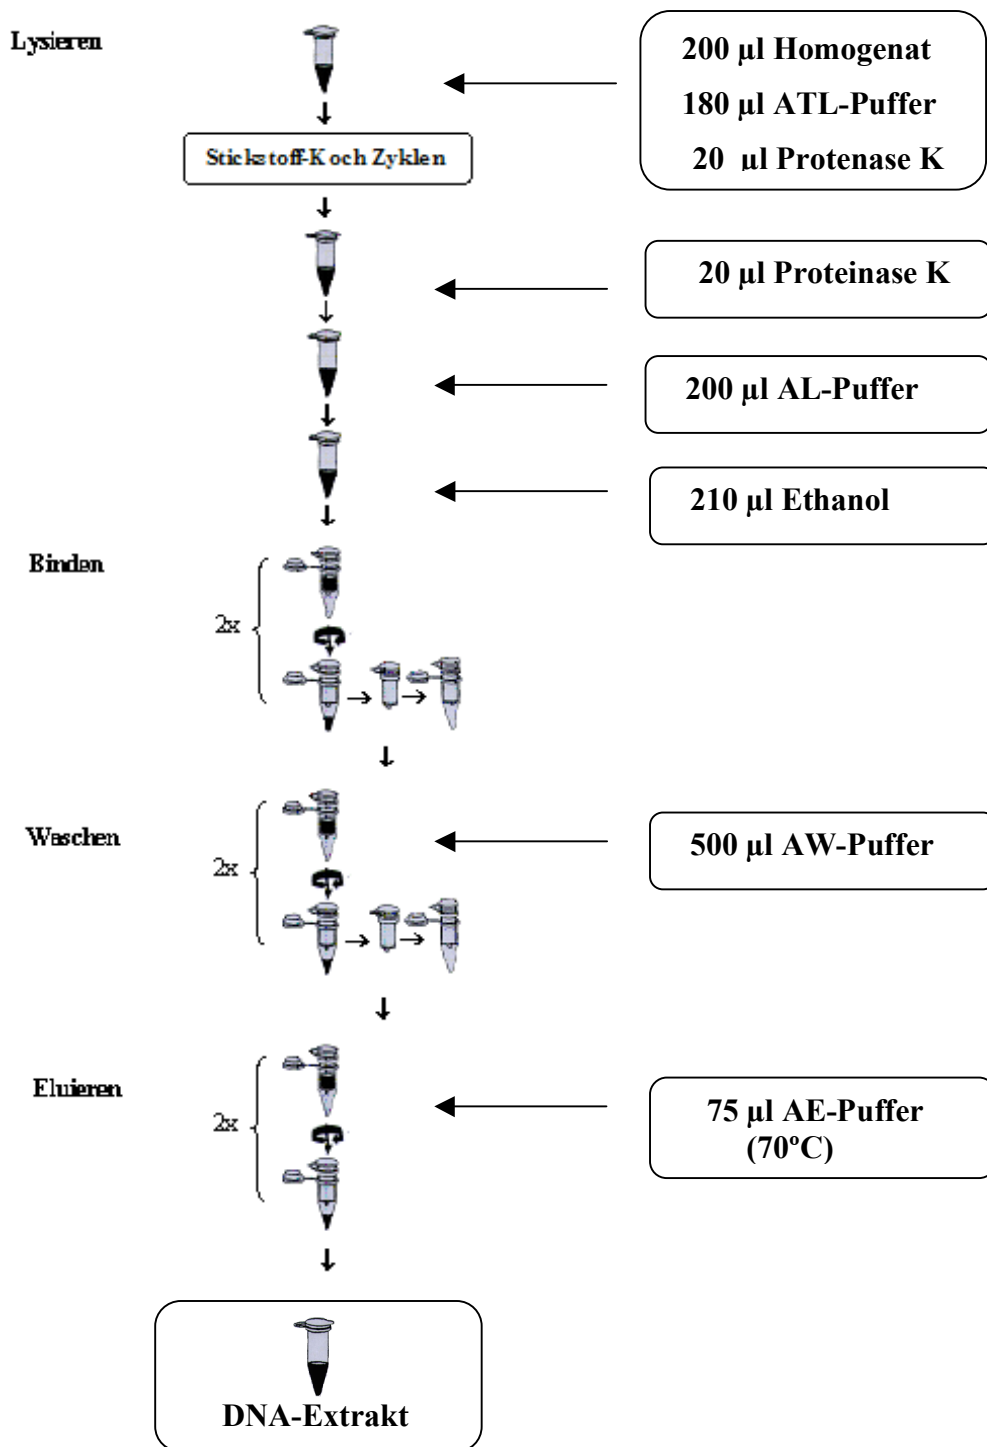 Lysieren
200 µl Homogenat
180 µl ATL-Puffer
20 µl Protenase K
Stickstoff-Koch Zyklen
20 µl Proteinase K
200 µl AL-Puffer
210 µl Ethanol
Binden
2x
Waschen
2x
500 µl AW-Puffer
Eluieren
2x
75 µl AE-Puffer
(70ºC)
DNA-Extrakt